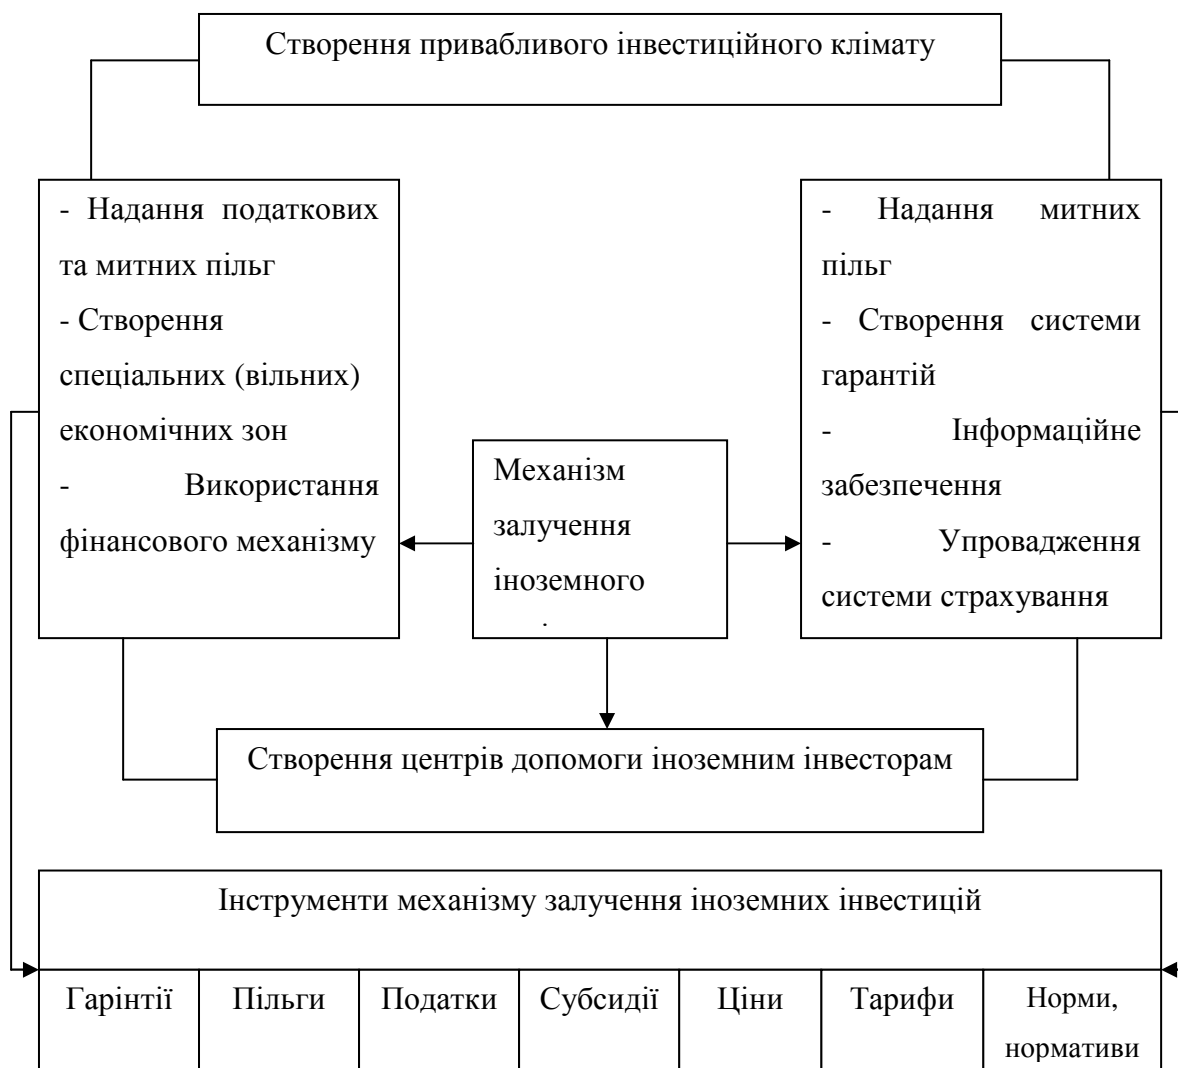 Створення привабливого інвестиційного клімату
- Надання податкових
та митних пільг
- Створення
спеціальних (вільних)
економічних зон
- Використання
фінансового механізму
Механізм
залучення
іноземного
- Надання митних
пільг
- Створення системи
гарантій
- Інформаційне
забезпечення
- Упровадження
системи страхування
Створення центрів допомоги іноземним інвесторам
Інструменти механізму залучення іноземних інвестицій
Гарінтії
Пільги
Податки
Субсидії
Ціни
Тарифи
Норми,
нормативи